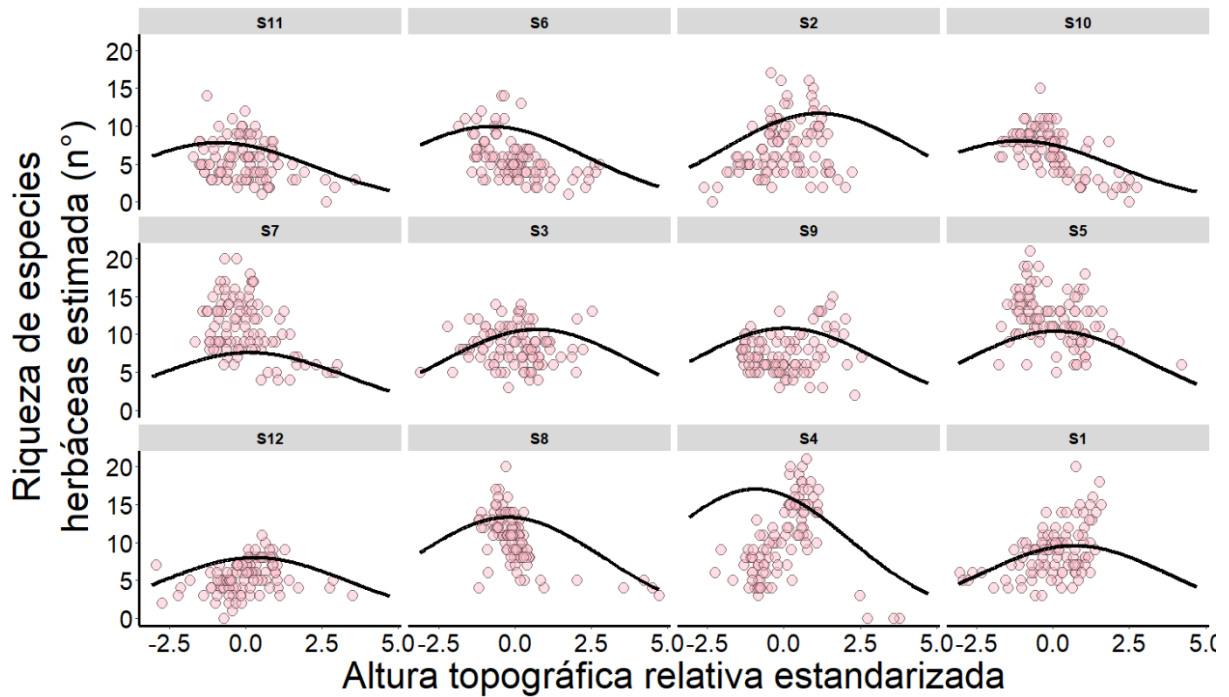 S11 S6 S2 S10
20
15
10
5
0
S7 S3 S9 S5
20
15
10
5
0
S12 S8 S4 S1
20
15
10
5
0
-2.5 0.0 2.5 5.0 -2.5 0.0 2.5 5.0 -2.5 0.0 2.5 5.0 -2.5 0.0 2.5 5.0
Riqueza de especies
herbáceas estimada (n°)
Altura topográfica relativa estandarizada